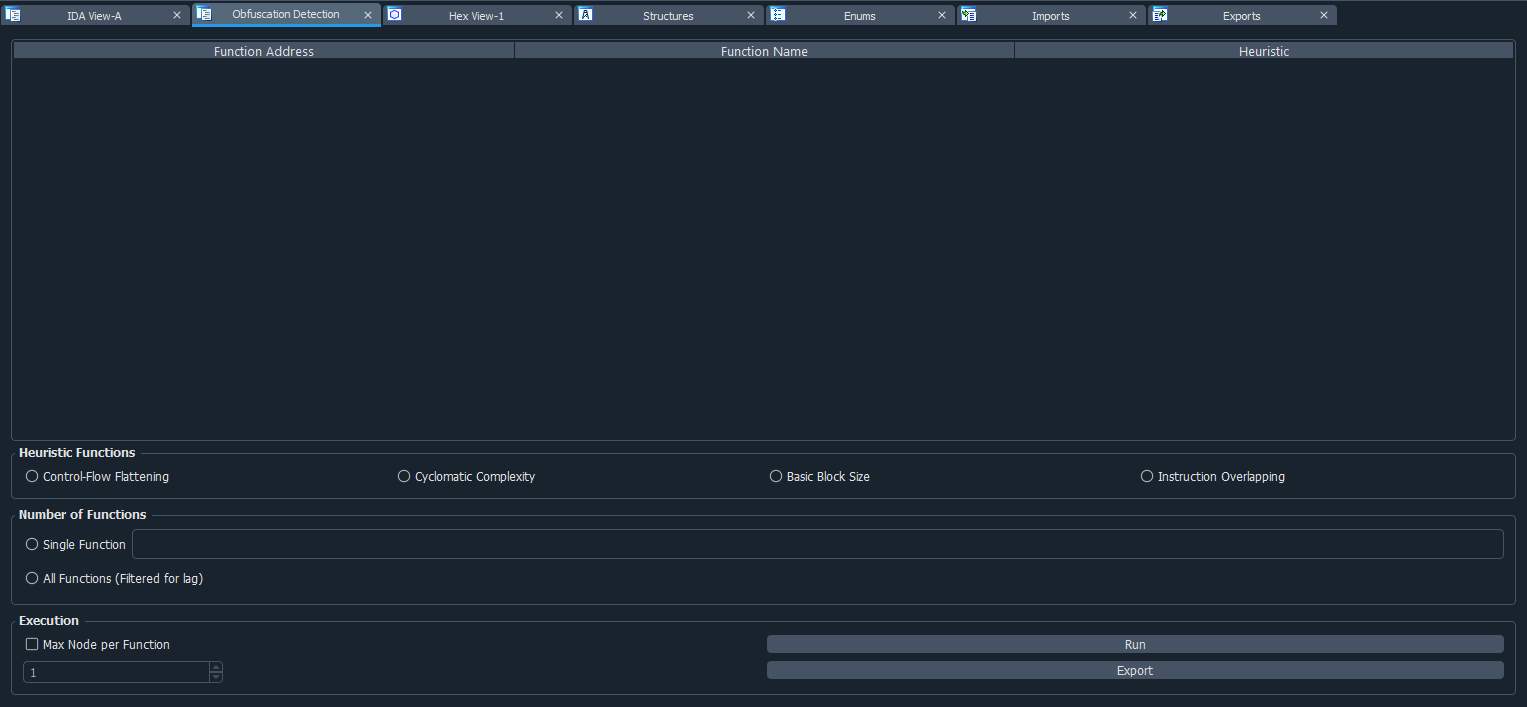 IDA View-A Obfuscation Detection Hex View-1 Structures Enums Imports Exports
Function Address Function Name Heuristic
Heuristic Functions
Control-Flow Flattening Cyclomatic Complexity Basic Block Size Instruction Overlapping
Number of Functions
Single Function
All Functions (Filtered for lag)
Execution
Max Node per Function Run
1 Export